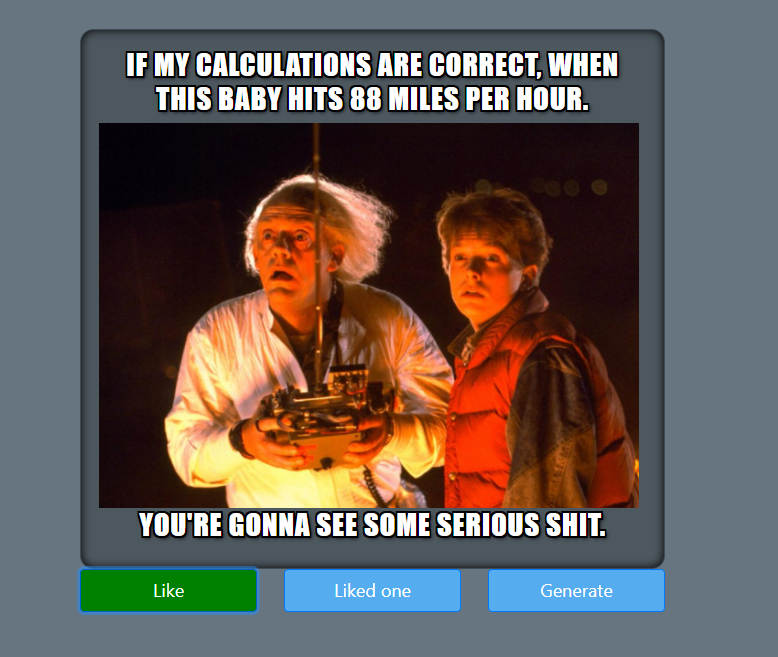 IF MY CALCULATIONS ARE CORRECT, WHEN
THIS BABY HITS 88 MILES PER HOUR.
YOU'RE GONNA SEE SOME SERIOUS SHIT.
Like
Liked one
Generate